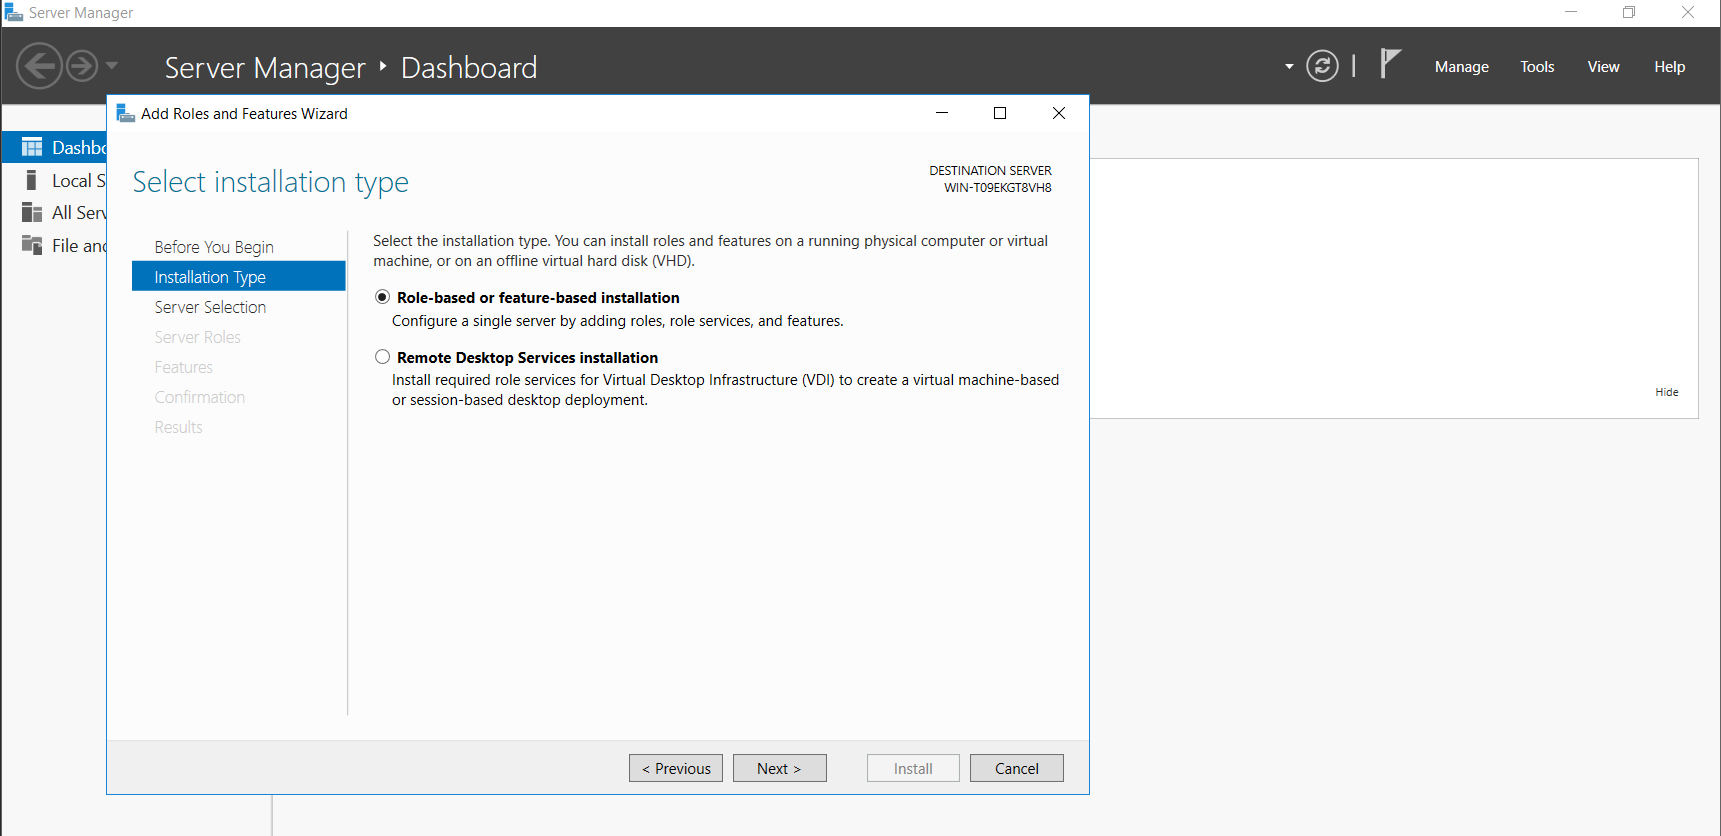 Server Manager
Server Manager ‣ Dashboard
Manage Tools View Help
Dashbo
Local S
All Serv
File and
Add Roles and Features Wizard
Select installation type
DESTINATION SERVER
WIN-T09EKGT8VH8
Before You Begin
Installation Type
Server Selection
Server Roles
Features
Confirmation
Results
Select the installation type. You can install roles and features on a running physical computer or virtual
machine, or on an offline virtual hard disk (VHD).
Role-based or feature-based installation
Configure a single server by adding roles, role services, and features.
Remote Desktop Services installation
Install required role services for Virtual Desktop Infrastructure (VDI) to create a virtual machine-based
or session-based desktop deployment.
Hide
< Previous Next > Install Cancel